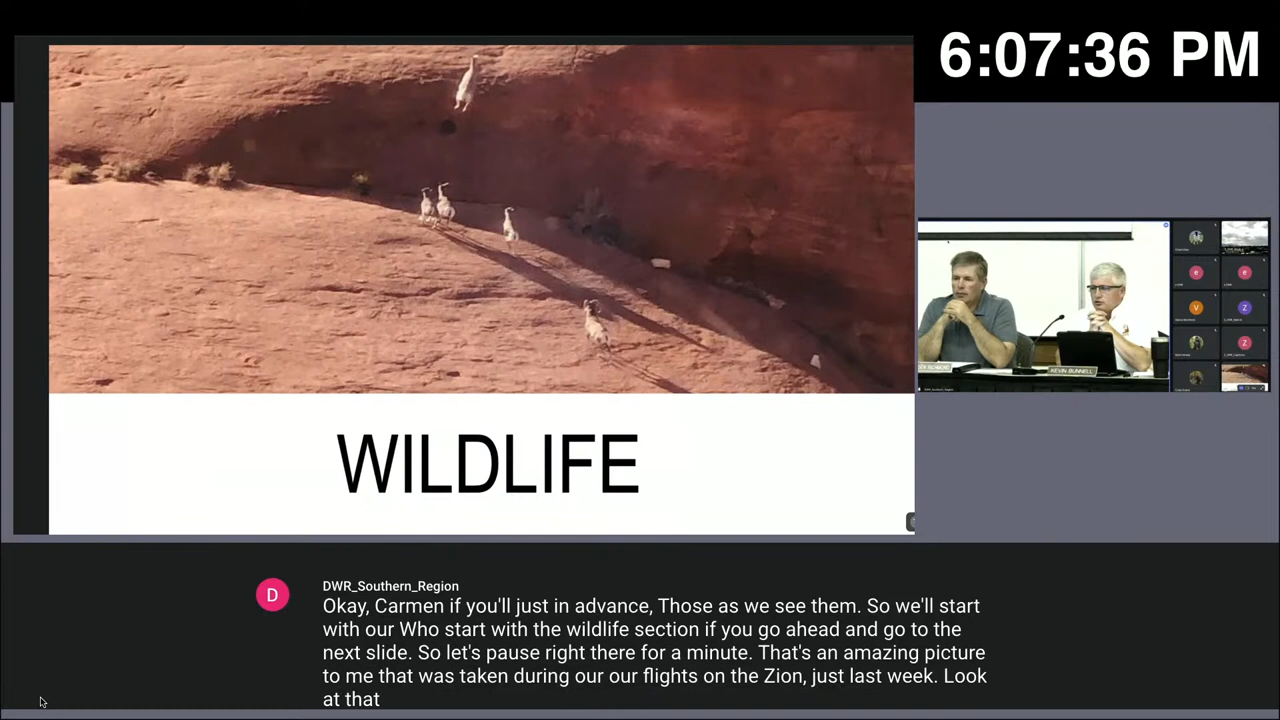 6:07:36 PM
KEVIN BUNNELL
WILDLIFE
D
DWR_Southern_Region
Okay, Carmen if you'll just in advance, Those as we see them. So we'll start
with our Who start with the wildlife section if you go ahead and go to the
next slide. So let's pause right there for a minute. That's an amazing picture
to me that was taken during our our flights on the Zion, just last week. Look
at that